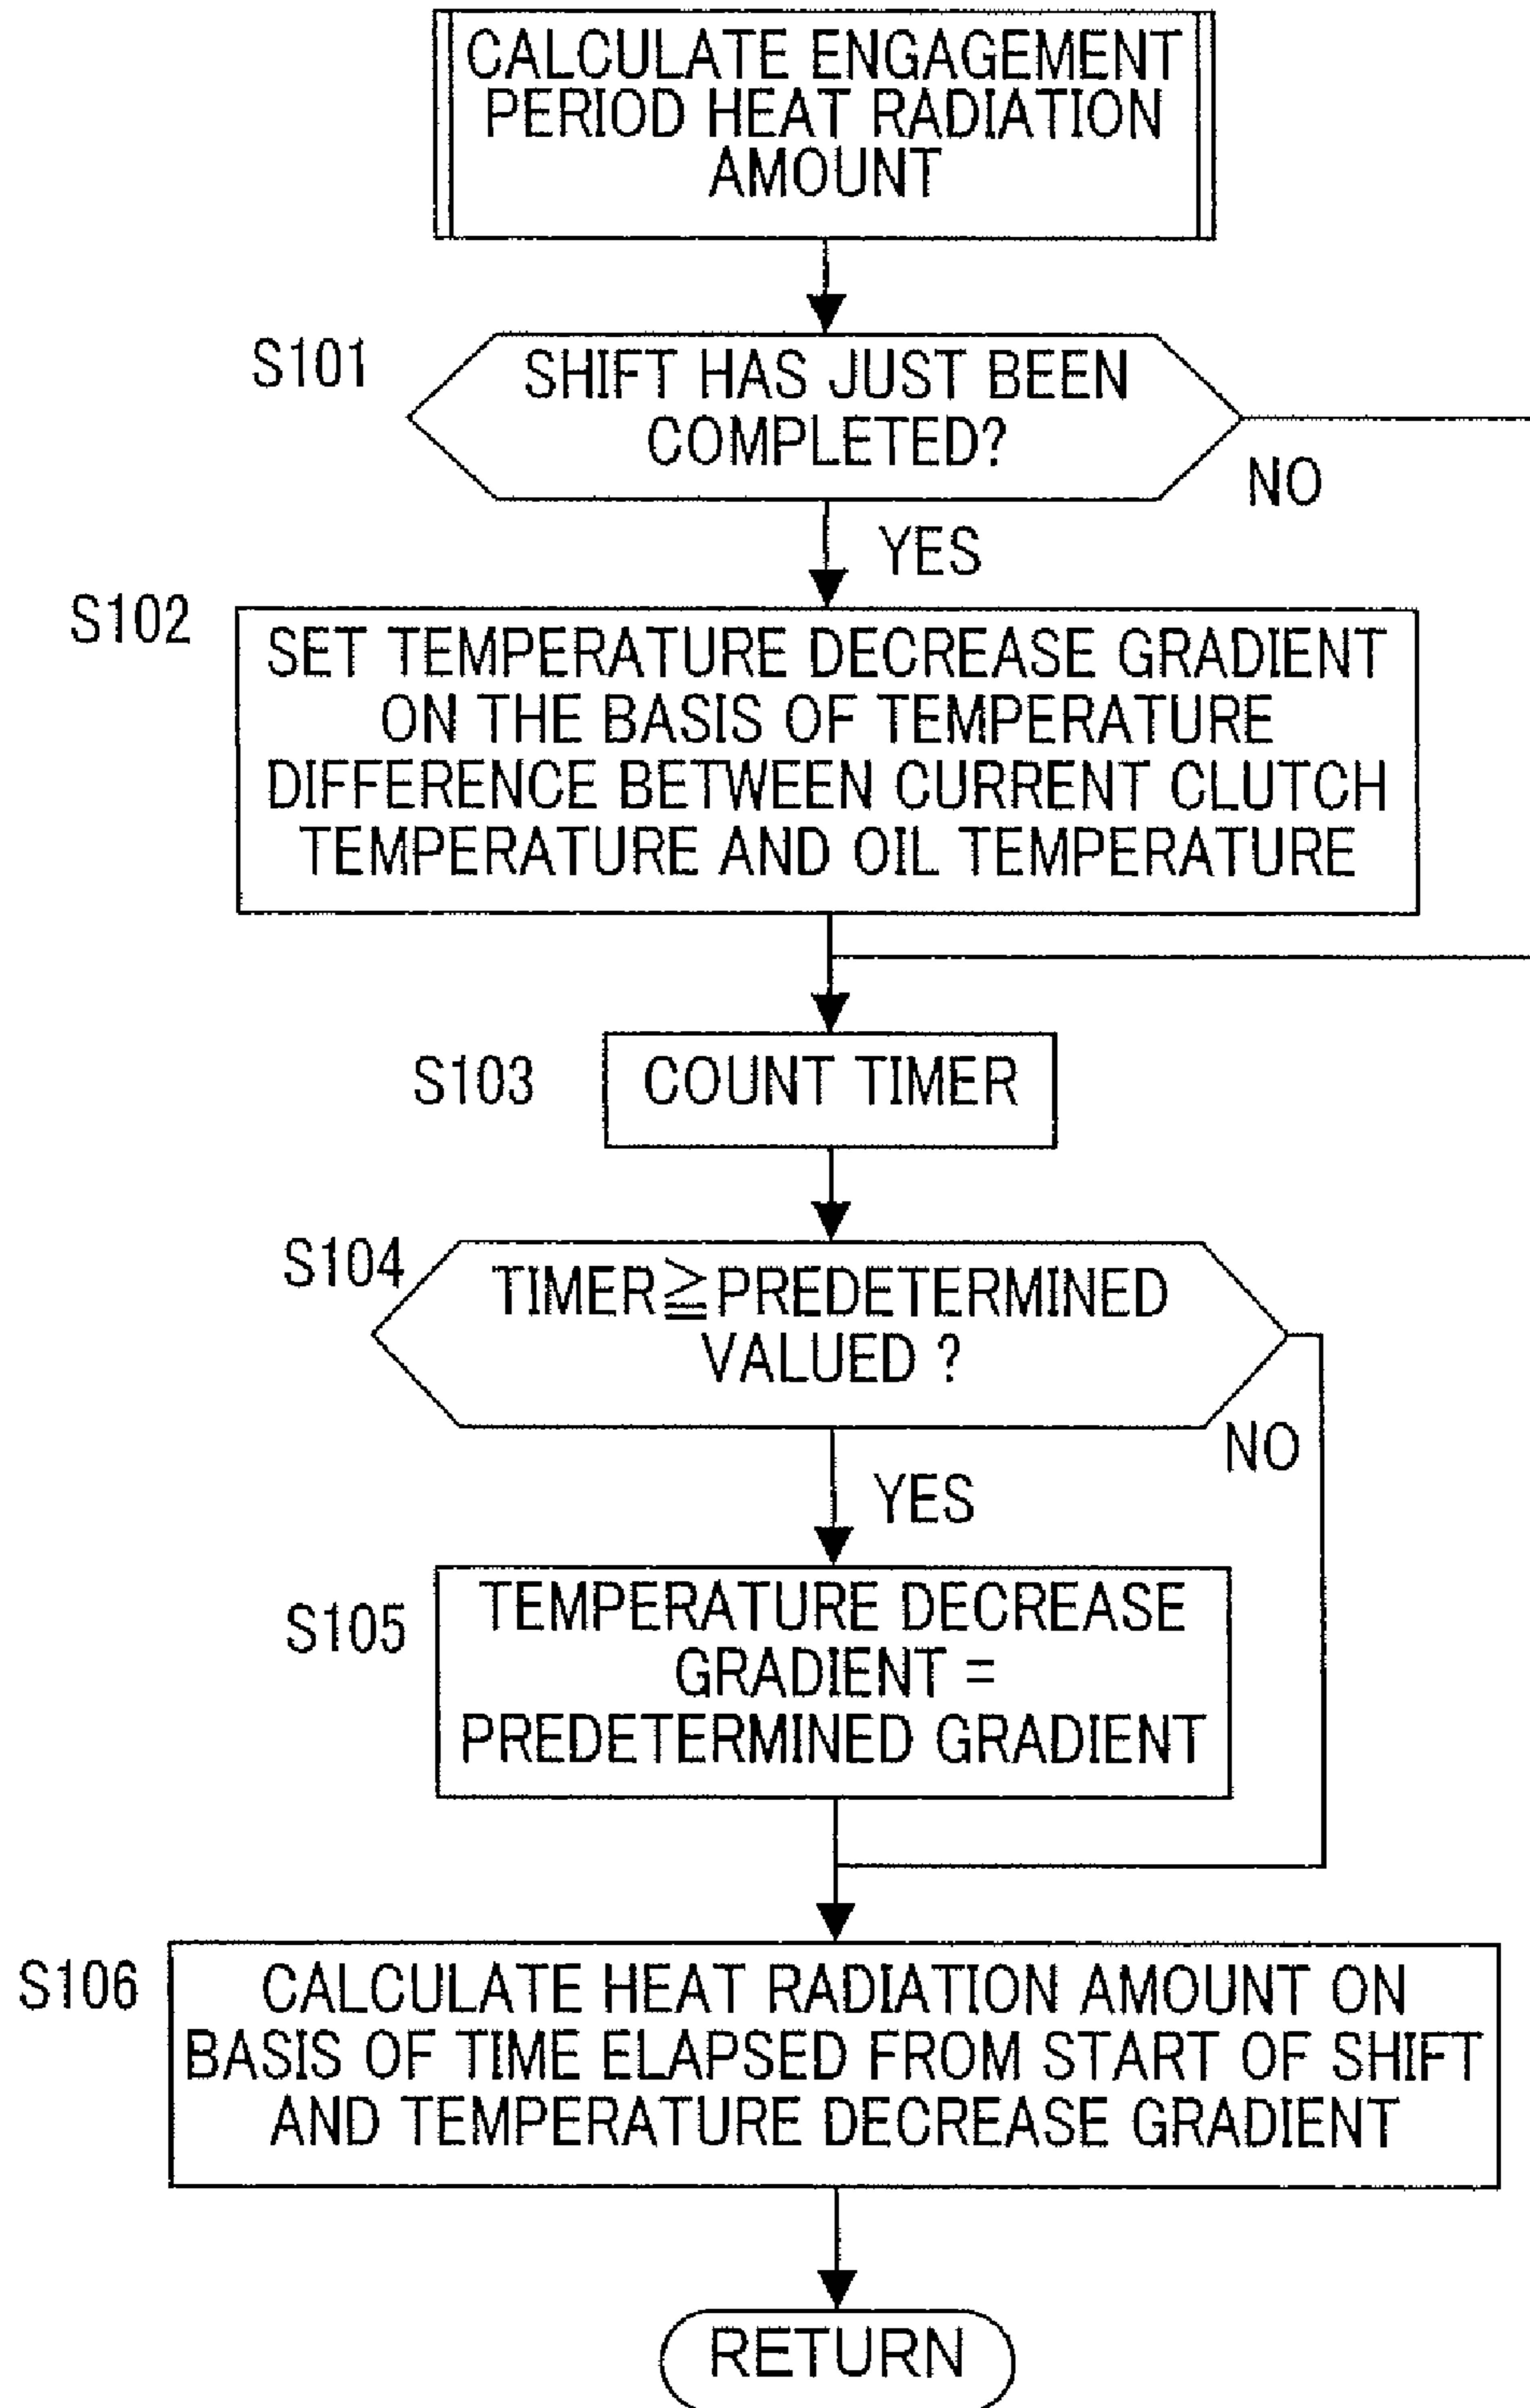 CALCULATE ENGAGEMENT
PERIOD HEAT RADIATION
AMOUNT
S101
SHIFT HAS JUST BEEN
COMPLETED?
NO
YES
S102
SET TEMPERATURE DECREASE GRADIENT
ON THE BASIS OF TEMPERATURE
DIFFERENCE BETWEEN CURRENT CLUTCH
TEMPERATURE AND OIL TEMPERATURE
S103
COUNT TIMER
S104
TIMER≧PREDETERMINED
VALUED ?
NO
YES
S105
TEMPERATURE DECREASE
GRADIENT =
PREDETERMINED GRADIENT
S106
CALCULATE HEAT RADIATION AMOUNT ON
BASIS OF TIME ELAPSED FROM START OF SHIFT
AND TEMPERATURE DECREASE GRADIENT
RETURN